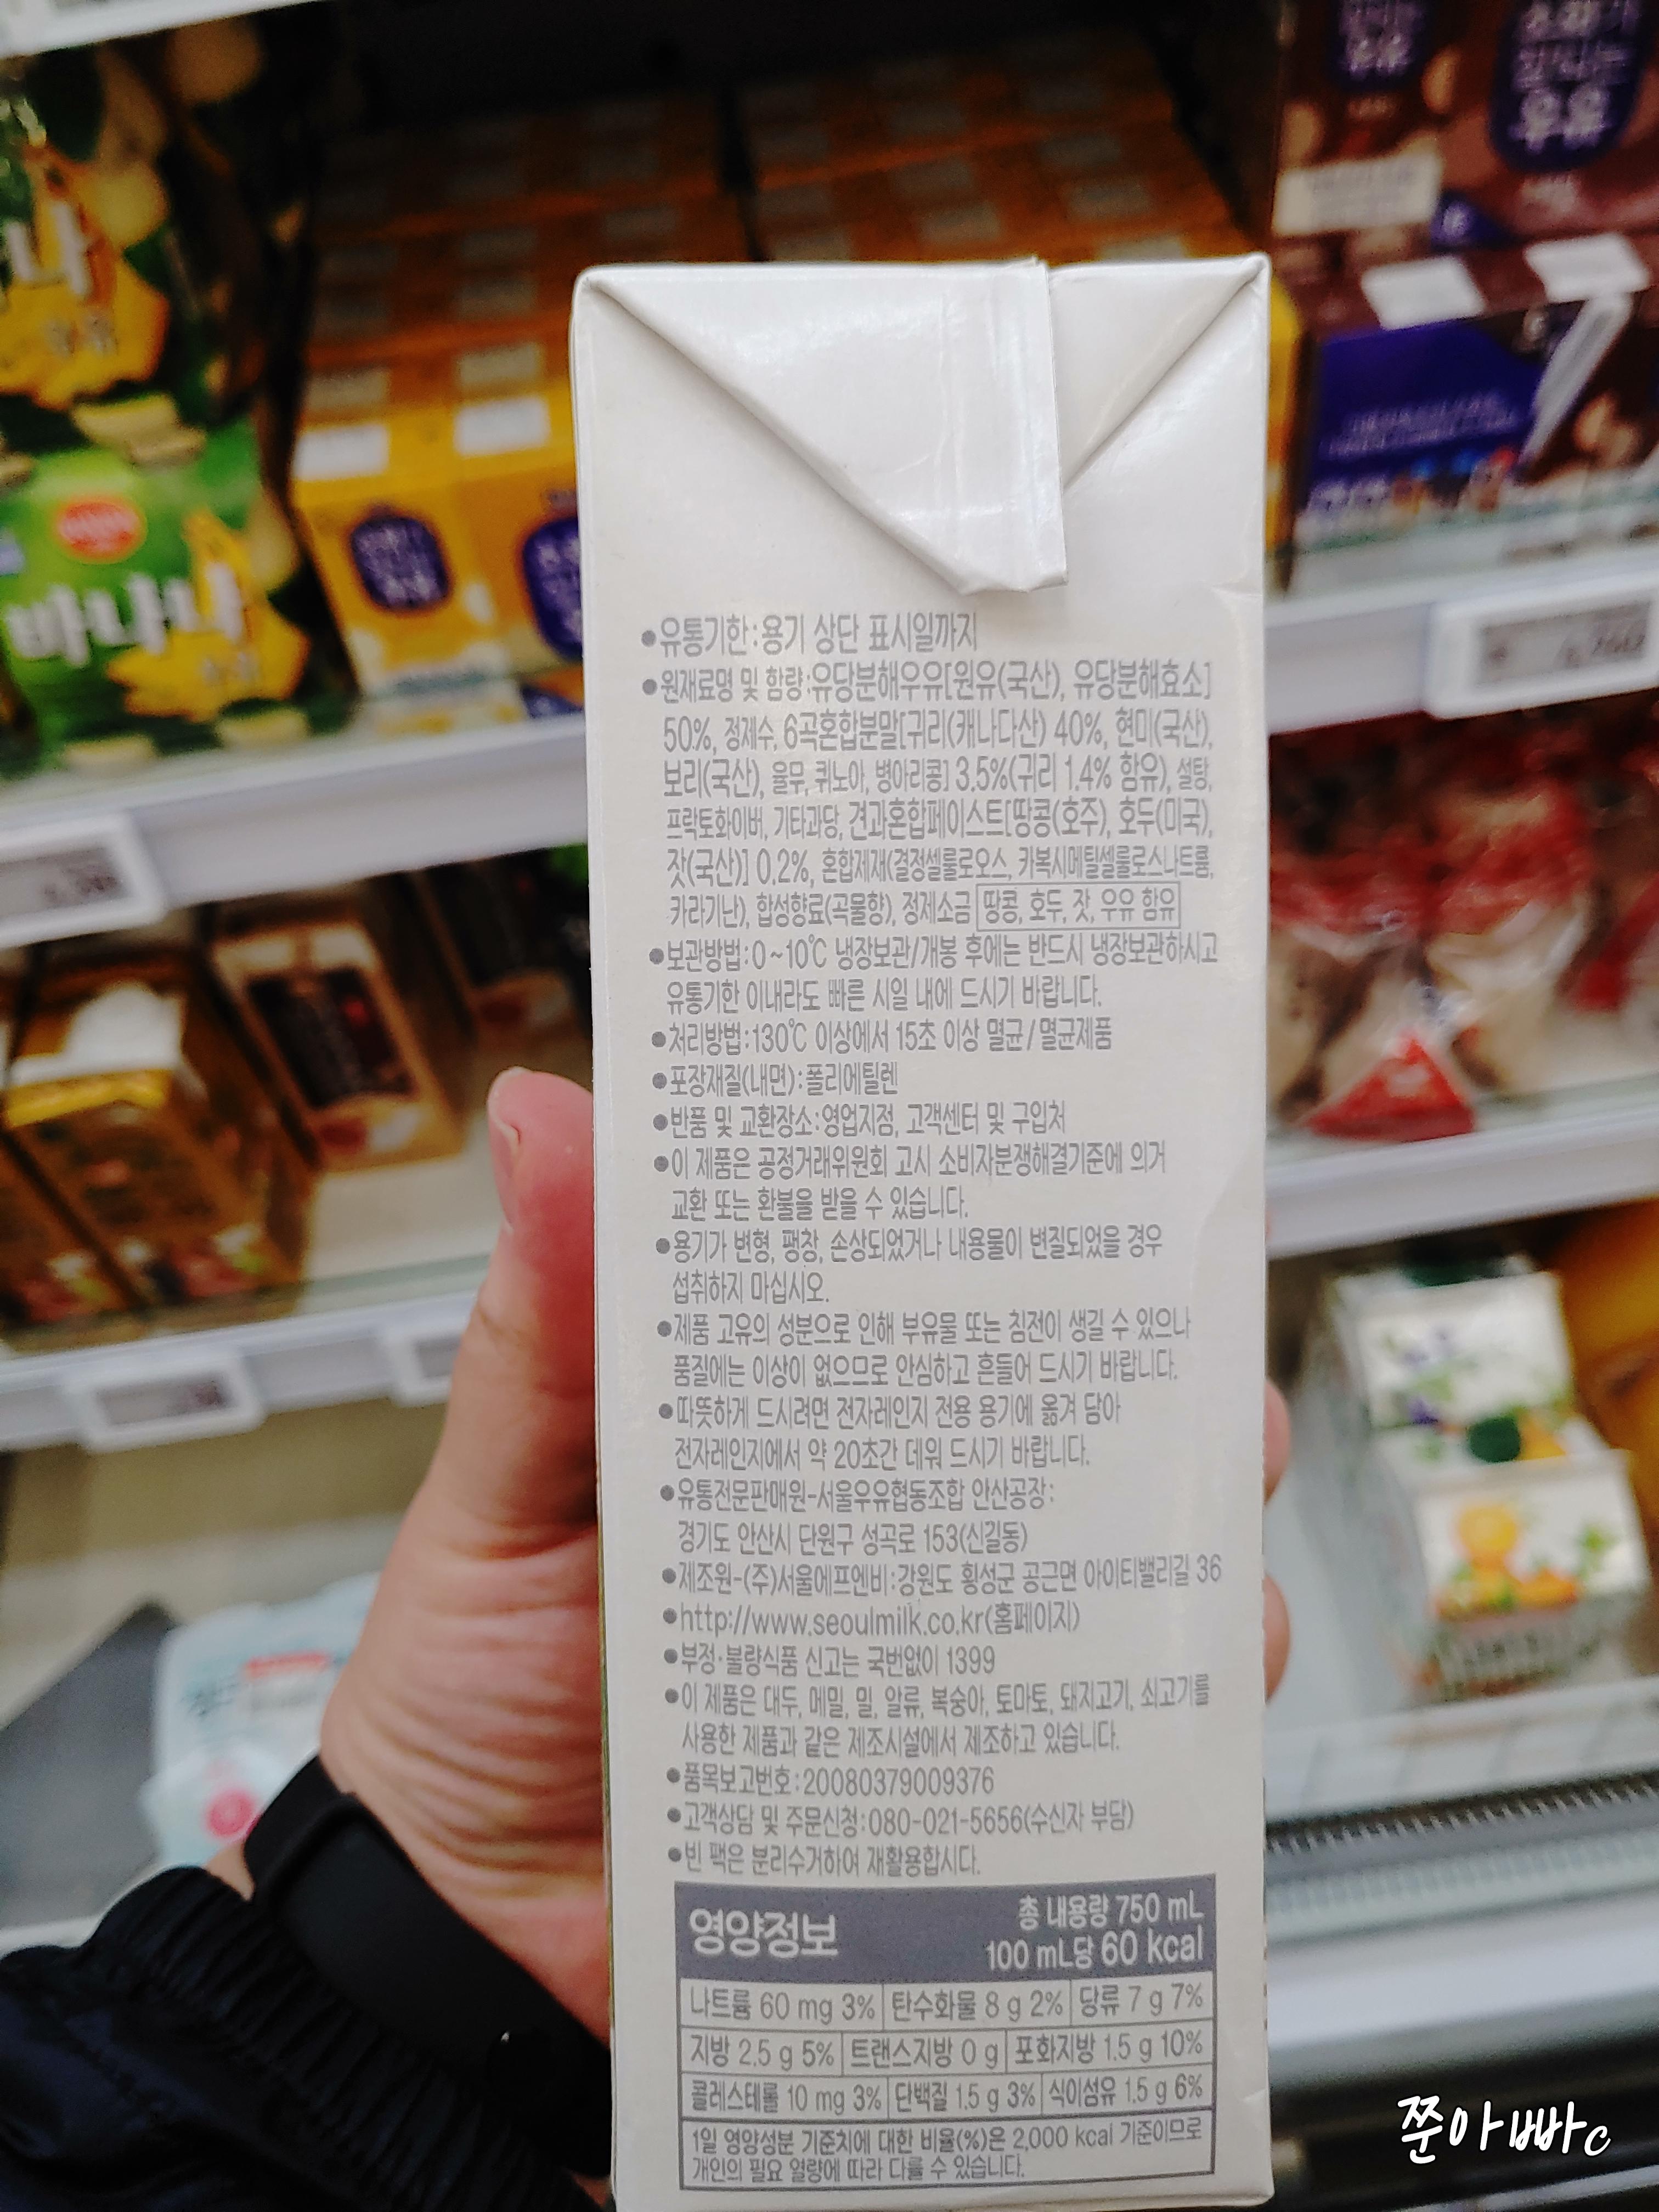 ●유통기한:용기 상단 표시일까지
●원재료명 및 함량:유당분해우유[원유(국산), 유당분해효소]
50%, 정제수, 6곡혼합분말[귀리(캐나다산) 40%, 현미(국산),
보리(국산), 율무, 퀴노아, 병아리콩] 3.5%(귀리 1.4% 함유), 설탕,
프락토화이버, 기타과당, 견과혼합페이스트[땅콩(호주), 호두(미국),
잣(국산)] 0.2%, 혼합제재(결정셀룰로오스, 카복시메틸셀룰로스나트륨,
카라기난), 합성향료(곡물향), 정제소금 땅콩, 호두, 잣, 우유 함유
●보관방법:0~10℃ 냉장보관/개봉 후에는 반드시 냉장보관하시고
유통기한 이내라도 빠른 시일 내에 드시기 바랍니다.
●처리방법:130℃ 이상에서 15초 이상 멸균/멸균제품
●포장재질(내면):폴리에틸렌
●반품 및 교환장소:영업지점, 고객센터 및 구입처
●이 제품은 공정거래위원회 고시 소비자분쟁해결기준에 의거
교환 또는 환불을 받을 수 있습니다.
●용기가 변형, 팽창, 손상되었거나 내용물이 변질되었을 경우
섭취하지 마십시오.
●제품 고유의 성분으로 인해 부유물 또는 침전이 생길 수 있으나
품질에는 이상이 없으므로 안심하고 흔들어 드시기 바랍니다.
●따뜻하게 드시려면 전자레인지 전용 용기에 옮겨 담아
전자레인지에서 약 20초간 데워 드시기 바랍니다.
●유통전문판매원-서울우유협동조합 안산공장:
경기도 안산시 단원구 성곡로 153(신길동)
●제조원-(주)서울에프엔비:강원도 횡성군 공근면 아이티밸리길 36
●http://www.seoulmilk.co.kr(홈페이지)
●부정·불량식품 신고는 국번없이 1399
●이 제품은 대두, 메밀, 밀, 알류, 복숭아, 토마토, 돼지고기, 쇠고기를
사용한 제품과 같은 제조시설에서 제조하고 있습니다.
●품목보고번호:20080379009376
●고객상담 및 주문신청:080-021-5656(수신자 부담)
●빈 팩은 분리수거하여 재활용합시다.
영양정보 총 내용량 750 mL
100 mL당 60 kcal
나트륨 60 mg 3% 탄수화물 8 g 2% 당류 7 g 7%
지방 2.5 g 5% 트랜스지방 0 g 포화지방 1.5 g 10%
콜레스테롤 10 mg 3% 단백질 1.5 g 3% 식이섬유 1.5 g 6%
1일 영양성분 기준치에 대한 비율(%)은 2,000 kcal 기준이므로
개인의 필요 열량에 따라 다를 수 있습니다.
바나나
우유
쭌아빠c